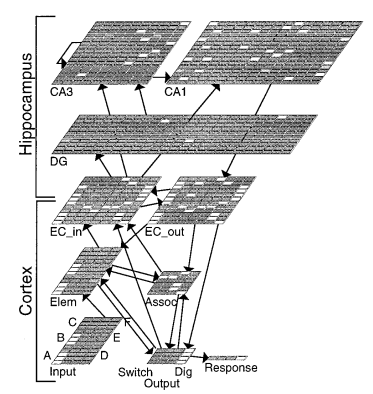 Hippocampus
CA3
CA1
DG
EC_in
EC_out
Cortex
Elem
Assoc
C
B
E
A
D
Input
Switch
Dig
Output
Response